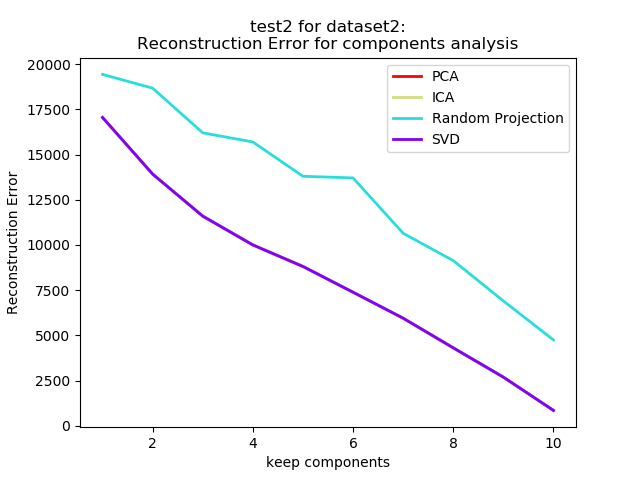 test2 for dataset2:
Reconstruction Error for components analysis
20000
17500
15000
12500
10000
7500
5000
2500
0
Reconstruction Error
PCA
ICA
Random Projection
SVD
2
4
6
8
10
keep components